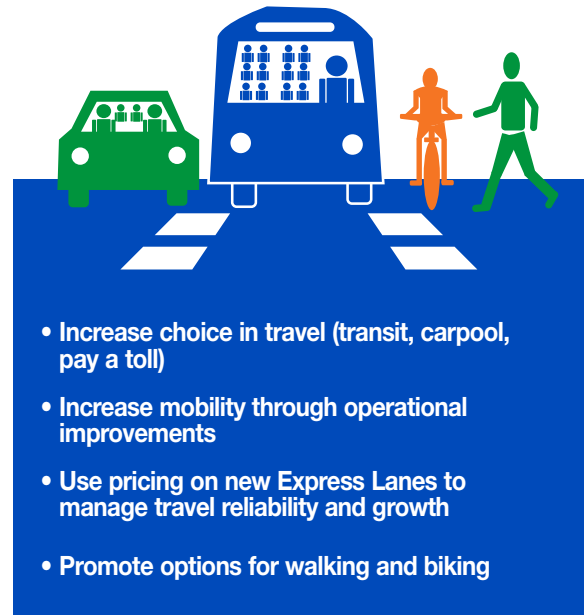 • Increase choice in travel (transit, carpool,
pay a toll)
• Increase mobility through operational
improvements
• Use pricing on new Express Lanes to
manage travel reliability and growth
• Promote options for walking and biking